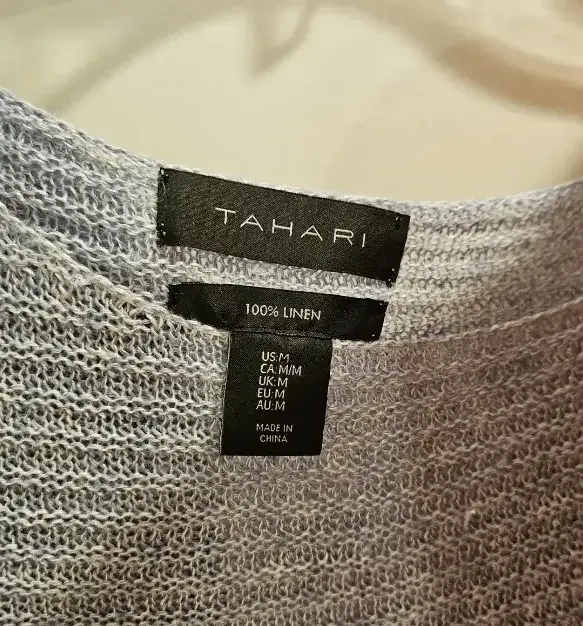 TAHARI
100% LINEN
US:M
CA:M/M
UK:M
EU:M
AU:M
MADE IN
CHINA